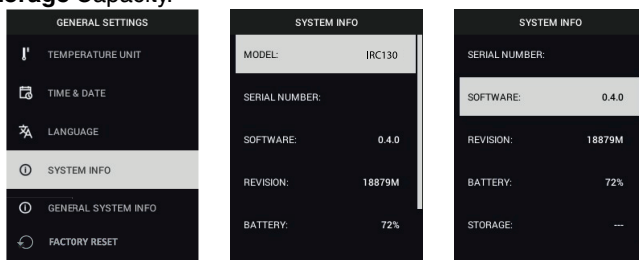 Storage Capacity.
GENERAL SETTINGS
TEMPERATURE UNIT
TIME & DATE
LANGUAGE
SYSTEM INFO
GENERAL SYSTEM INFO
FACTORY RESET
SYSTEM INFO
MODEL: IRC130
SERIAL NUMBER:
SOFTWARE: 0.4.0
REVISION: 18879M
BATTERY: 72%
SYSTEM INFO
SERIAL NUMBER:
SOFTWARE: 0.4.0
REVISION: 18879M
BATTERY: 72%
STORAGE: ---